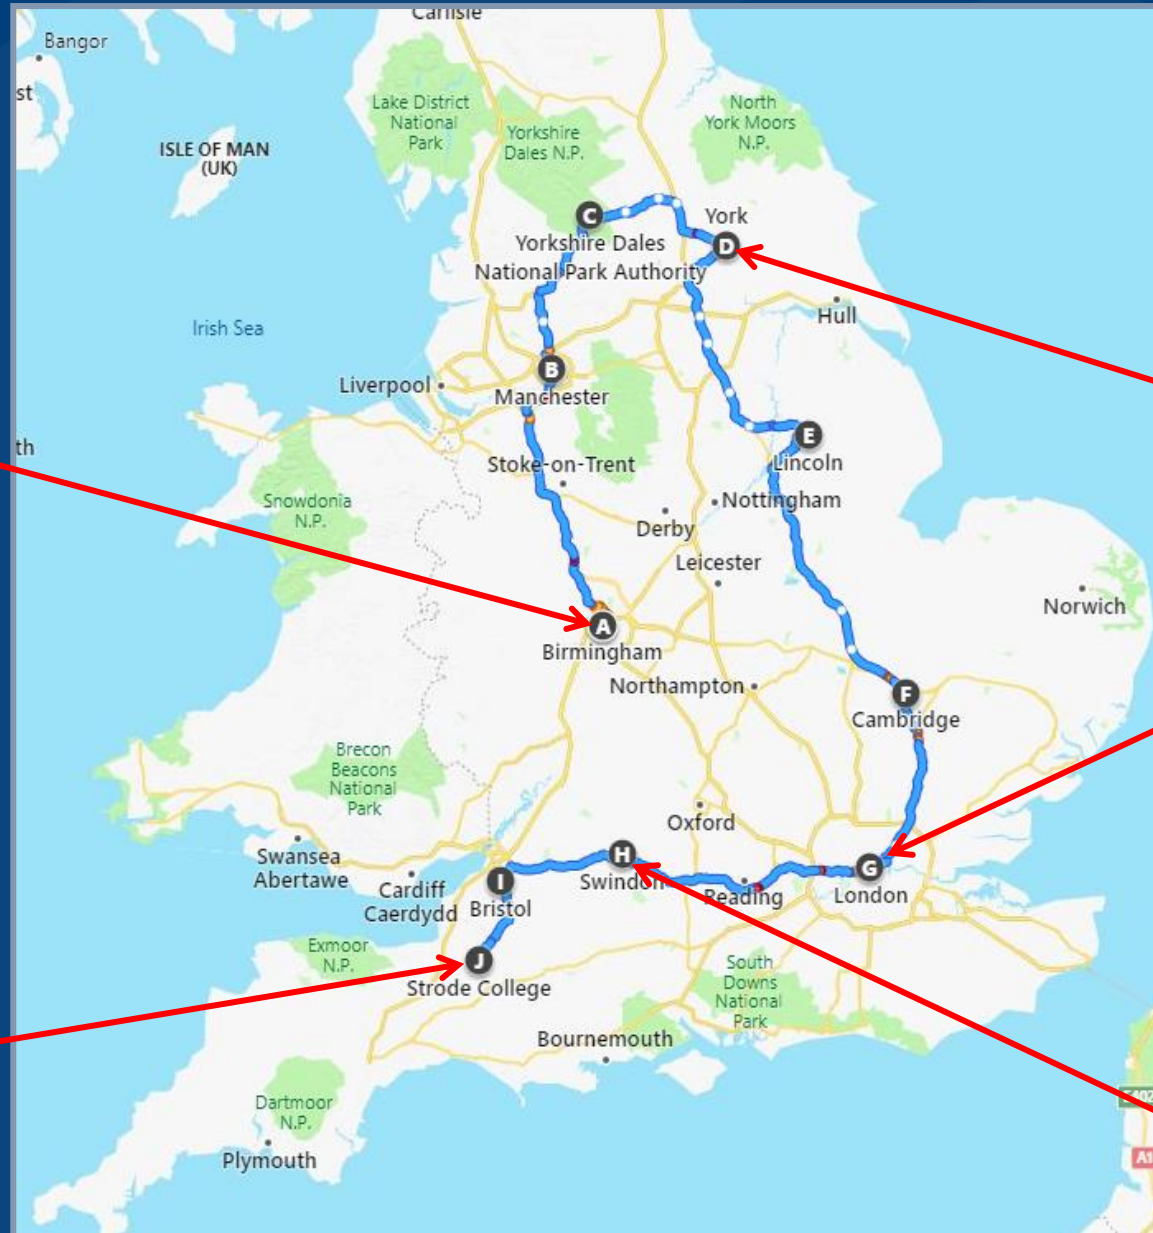 Carlisle
Bangor
st
Lake District
National
Park
North
York Moors
N.P.
Yorkshire
Dales N.P.
ISLE OF MAN
(UK)
C
York
D
Yorkshire Dales
National Park Authority
Hull
Irish Sea
B
Liverpool
Manchester
th
E
Lincoln
Stoke-on-Trent
Snowdonia
N.P.
Nottingham
Derby
Leicester
Norwich
A
Birmingham
Northampton
F
Cambridge
Brecon
Beacons
National
Park
Oxford
Swansea
Abertawe
H
Swindon
G
London
Cardiff
Caerdydd
I
Bristol
Reading
Exmoor
N.P.
J
Strode College
South
Downs
National
Park
Bournemouth
Dartmoor
N.P.
Plymouth
A1